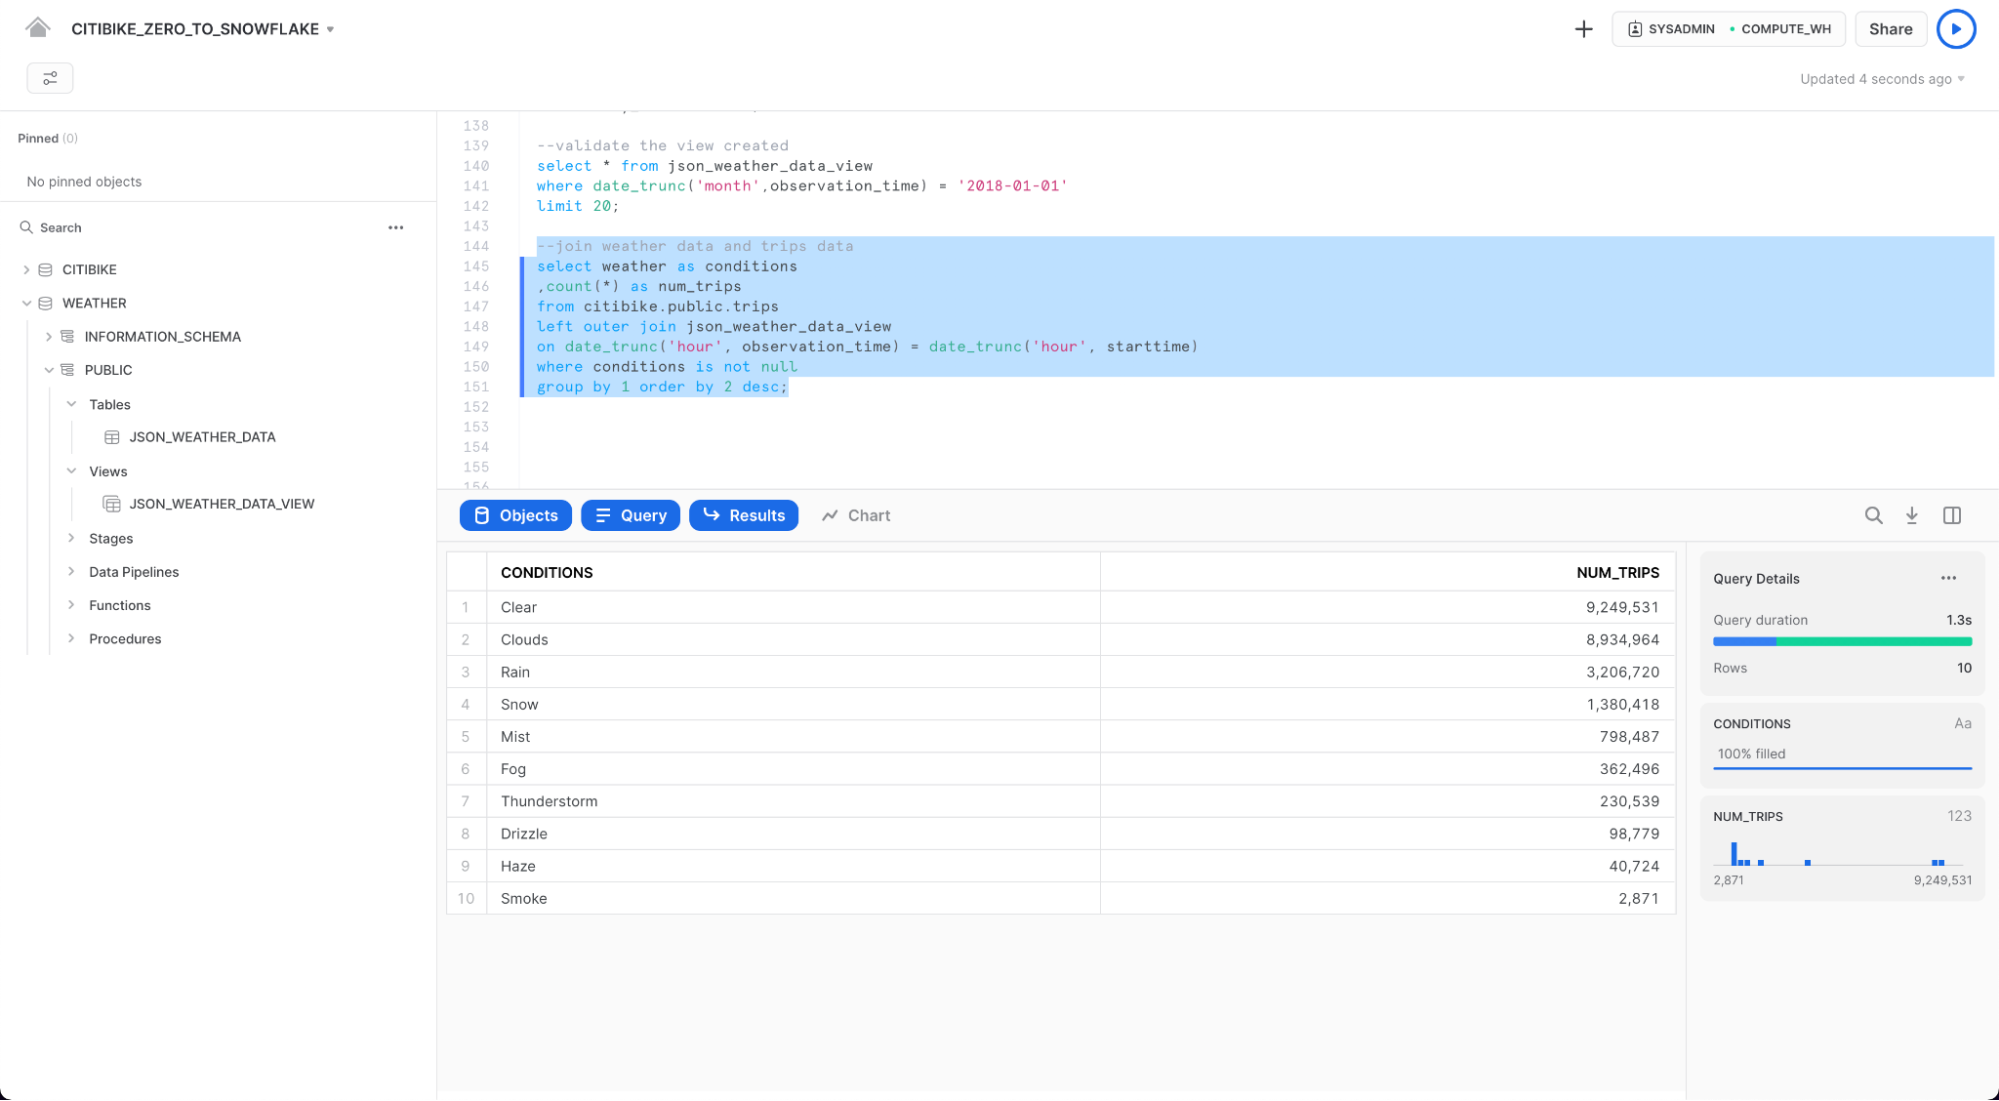 CITIBIKE_ZERO_TO_SNOWFLAKE
SYSADMIN • COMPUTE_WH
Share
Updated 4 seconds ago
Pinned (0)
No pinned objects
Search
CITIBIKE
WEATHER
INFORMATION_SCHEMA
PUBLIC
Tables
JSON_WEATHER_DATA
Views
JSON_WEATHER_DATA_VIEW
Stages
Data Pipelines
Functions
Procedures
138
139 --validate the view created
140 select * from json_weather_data_view
141 where date_trunc('month',observation_time) = '2018-01-01'
142 limit 20;
143
144 --join weather data and trips data
145 select weather as conditions
146 ,count(*) as num_trips
147 from citibike.public.trips
148 left outer join json_weather_data_view
149 on date_trunc('hour', observation_time) = date_trunc('hour', starttime)
150 where conditions is not null
151 group by 1 order by 2 desc;
152
153
154
155
156
Objects Query Results Chart
CONDITIONS NUM_TRIPS
1 Clear 9,249,531
2 Clouds 8,934,964
3 Rain 3,206,720
4 Snow 1,380,418
5 Mist 798,487
6 Fog 362,496
7 Thunderstorm 230,539
8 Drizzle 98,779
9 Haze 40,724
10 Smoke 2,871
Query Details
Query duration 1.3s
Rows 10
CONDITIONS Aa
100% filled
NUM_TRIPS 123
2,871 9,249,531